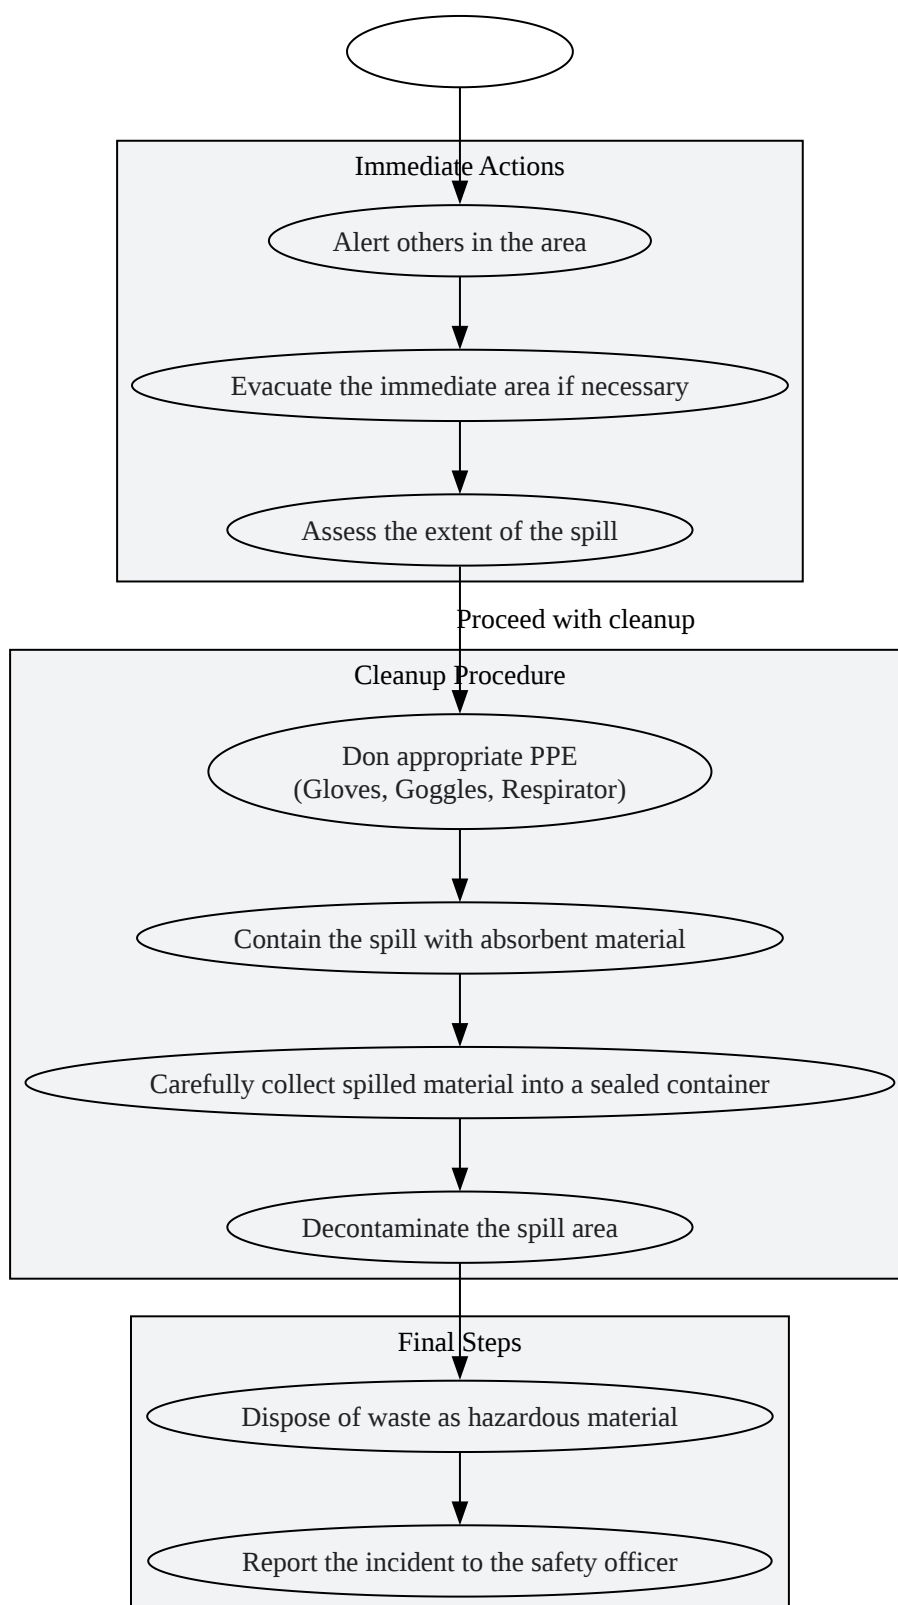 Immediate Actions
Alert others in the area
Evacuate the immediate area if necessary
Assess the extent of the spill
Proceed with cleanup
Cleanup Procedure
Don appropriate PPE
(Gloves, Goggles, Respirator)
Contain the spill with absorbent material
Carefully collect spilled material into a sealed container
Decontaminate the spill area
Final Steps
Dispose of waste as hazardous material
Report the incident to the safety officer